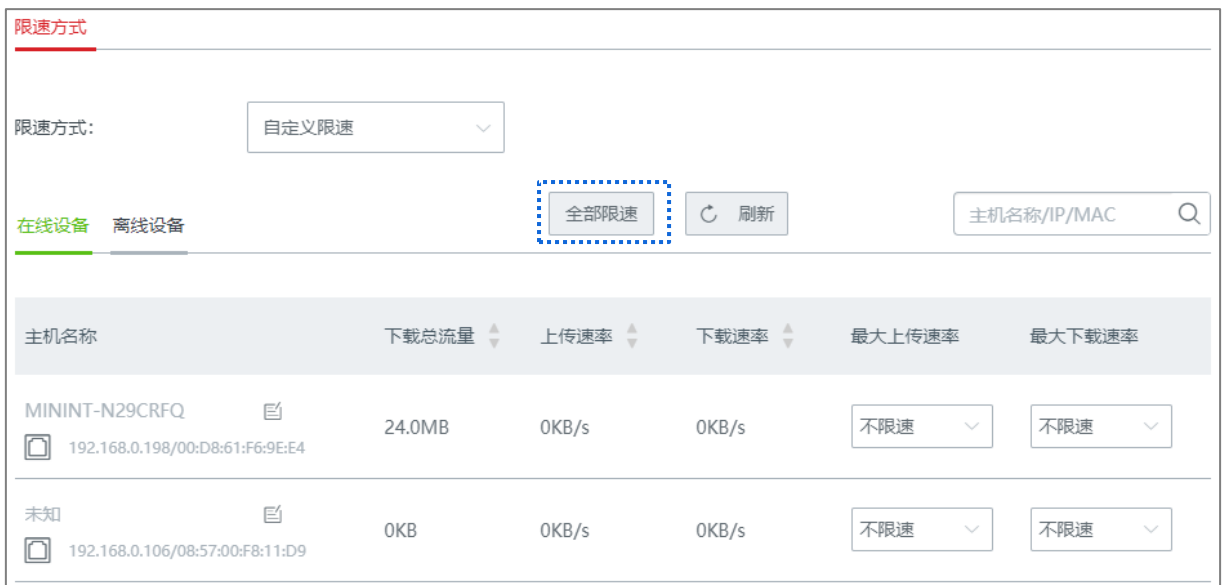 限速方式
限速方式: 自定义限速
在线设备 离线设备 全部限速 刷新 主机名称/IP/MAC
主机名称 下载总流量 上传速率 下载速率 最大上传速率 最大下载速率
MININT-N29CRFQ
192.168.0.198/00:D8:61:F6:9E:E4 24.0MB 0KB/s 0KB/s 不限速 不限速
未知
192.168.0.106/08:57:00:F8:11:D9 0KB 0KB/s 0KB/s 不限速 不限速